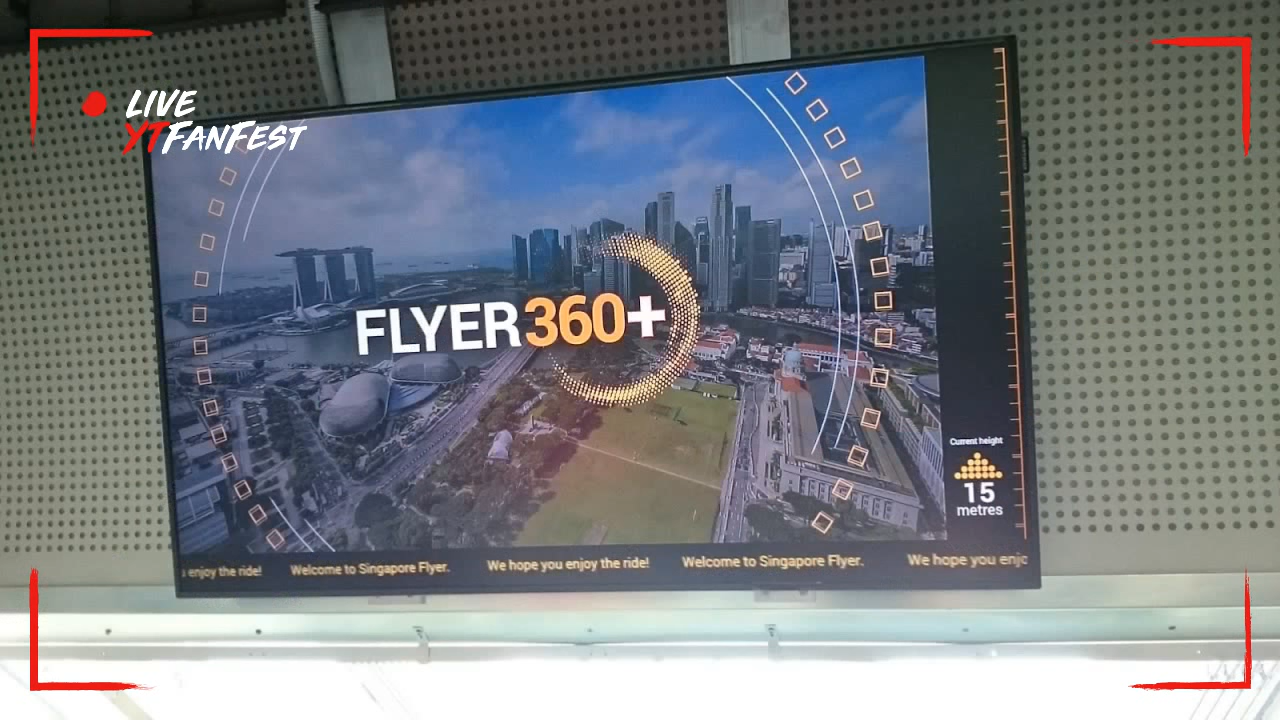 LIVE
YTFANFEST
FLYER360+
Current height
15
metres
enjoy the ride! Welcome to Singapore Flyer. We hope you enjoy the ride! Welcome to Singapore Flyer. We hope you enjo